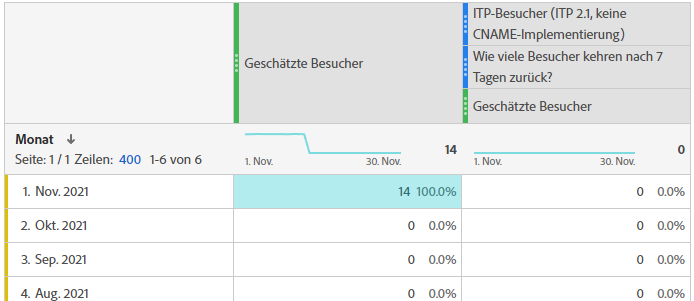 ITP-Besucher (ITP 2.1, keine
CNAME-Implementierung)
Wie viele Besucher kehren nach 7
Tagen zurück?
Geschätzte Besucher
Geschätzte Besucher
Monat
Seite: 1 / 1 Zeilen: 400 1-6 von 6
1. Nov. 30. Nov. 14
1. Nov. 30. Nov. 0
1. Nov. 2021 14 100.0% 0 0.0%
2. Okt. 2021 0 0.0% 0 0.0%
3. Sep. 2021 0 0.0% 0 0.0%
4. Aug. 2021 0 0.0% 0 0.0%